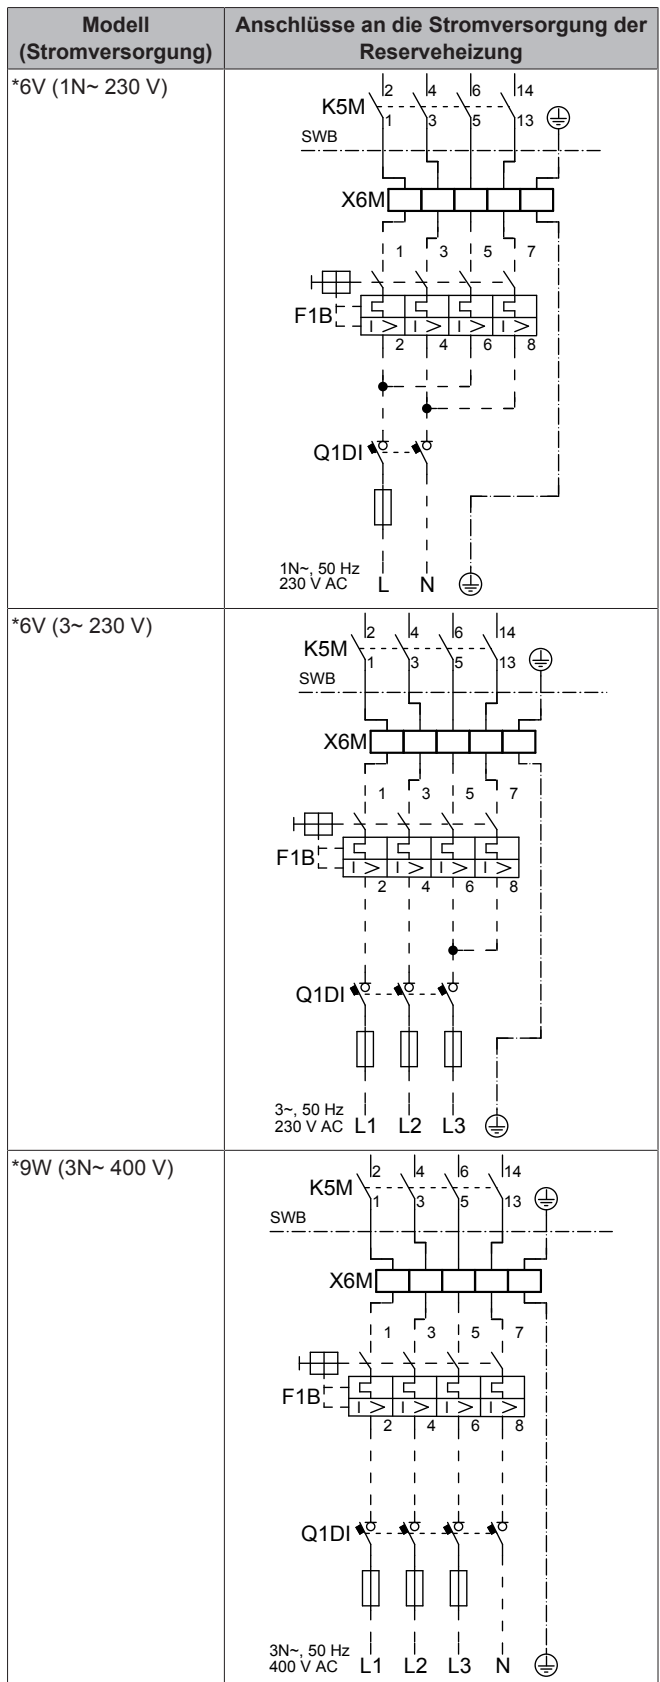 Modell
(Stromversorgung)
Anschlüsse an die Stromversorgung der
Reserveheizung
*6V (1N~ 230 V)
2 4 6 14
K5M
1 3 5 13
SWB
X6M
1 3 5 7
F1B
I > I > I > I >
2 4 6 8
Q1DI
1N~, 50 Hz
230 V AC
L N
*6V (3~ 230 V)
2 4 6 14
K5M
1 3 5 13
SWB
X6M
1 3 5 7
F1B
I > I > I > I >
2 4 6 8
Q1DI
3~, 50 Hz
230 V AC
L1 L2 L3
*9W (3N~ 400 V)
2 4 6 14
K5M
1 3 5 13
SWB
X6M
1 3 5 7
F1B
I > I > I > I >
2 4 6 8
Q1DI
3N~, 50 Hz
400 V AC
L1 L2 L3 N